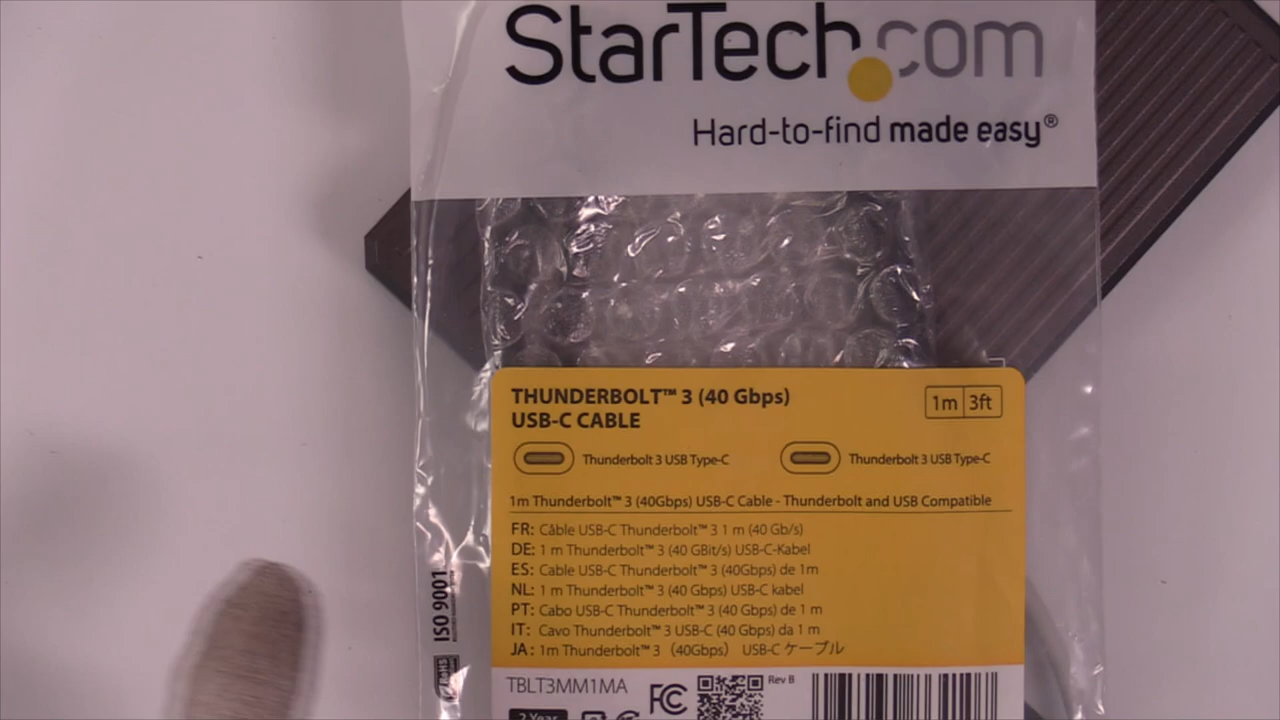 StarTech.com
Hard-to-find made easy®
THUNDERBOLT™ 3 (40 Gbps)
USB-C CABLE
1m 3ft
Thunderbolt 3 USB Type-C
Thunderbolt 3 USB Type-C
1m Thunderbolt™ 3 (40Gbps) USB-C Cable - Thunderbolt and USB Compatible
FR: Câble USB-C Thunderbolt™ 3 1 m (40 Gb/s)
DE: 1 m Thunderbolt™ 3 (40 GBit/s) USB-C-Kabel
ES: Cable USB-C Thunderbolt™ 3 (40Gbps) de 1m
NL: 1 m Thunderbolt™ 3 (40 Gbps) USB-C kabel
PT: Cabo USB-C Thunderbolt™ 3 (40 Gbps) de 1 m
IT: Cavo Thunderbolt™ 3 USB-C (40 Gbps) da 1 m
JA: 1m Thunderbolt™ 3（40Gbps） USB-C ケーブル
ISO 9001
RoHS
TBLT3MM1MA
FC
Rev B
2 Year